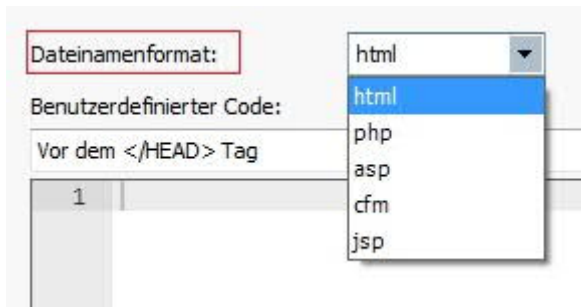 Dateinamenformat: html
html
Benutzerdefinierter Code:
php
Vor dem </HEAD> Tag
asp
1
cfm
jsp